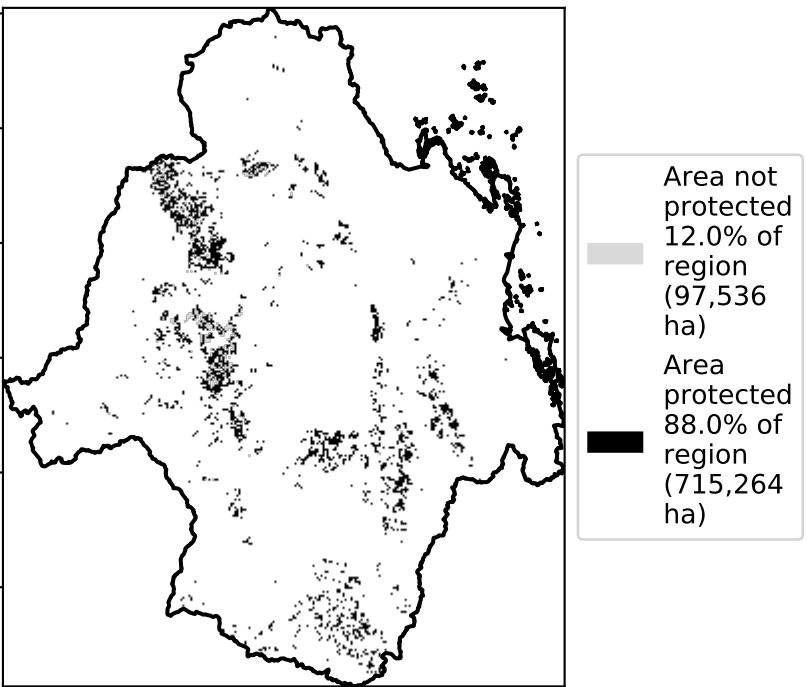 Area not
protected
12.0% of
region
(97,536
ha)
Area
protected
88.0% of
region
(715,264
ha)